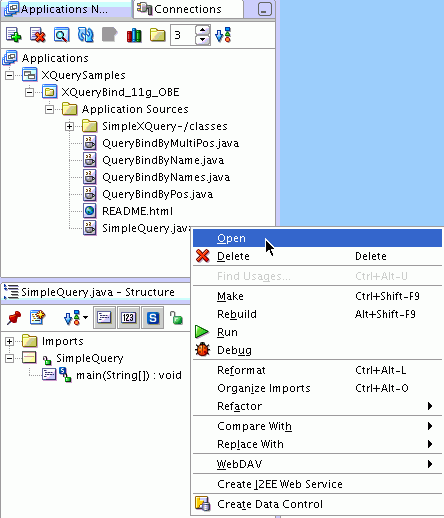 Applications N... Connections
3
Applications
XQuerySamples
XQueryBind_11g_OBE
Application Sources
SimpleXQuery-/classes
QueryBindByMultiPos.java
QueryBindByName.java
QueryBindByNames.java
QueryBindByPos.java
README.html
SimpleQuery.java
Open
Delete Delete
Find Usages... Ctrl+Alt-U
Make Ctrl+Shift-F9
Rebuild Alt+Shift-F9
Run
Debug
Reformat Ctrl+Alt-L
Organize Imports Ctrl+Alt-O
Refactor
Compare With
Replace With
WebDAV
Create J2EE Web Service
Create Data Control
SimpleQuery.java - Structure
123 S
Imports
SimpleQuery
main(String[]) : void